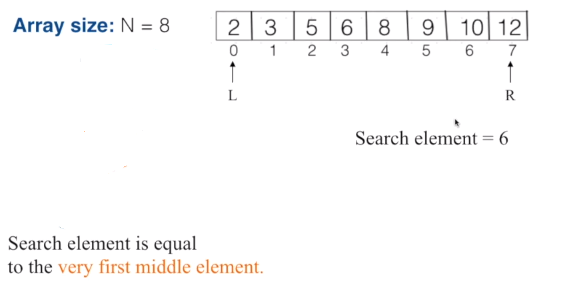 Array size: N = 8
2 3 5 6 8 9 10 12
0 1 2 3 4 5 6 7
L R
Search element = 6
Search element is equal
to the very first middle element.